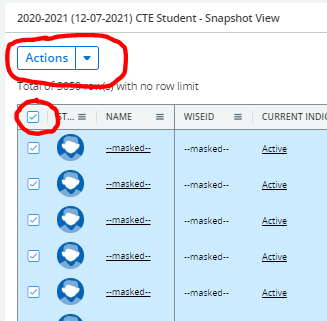 2020-2021 (12-07-2021) CTE Student - Snapshot View
Actions
Total of 3050 row(s) with no row limit
ST... NAME WISEID CURRENT INDIC
--masked-- --masked-- Active
--masked-- --masked-- Active
--masked-- --masked-- Active
--masked-- --masked-- Active
--masked-- --masked-- Active